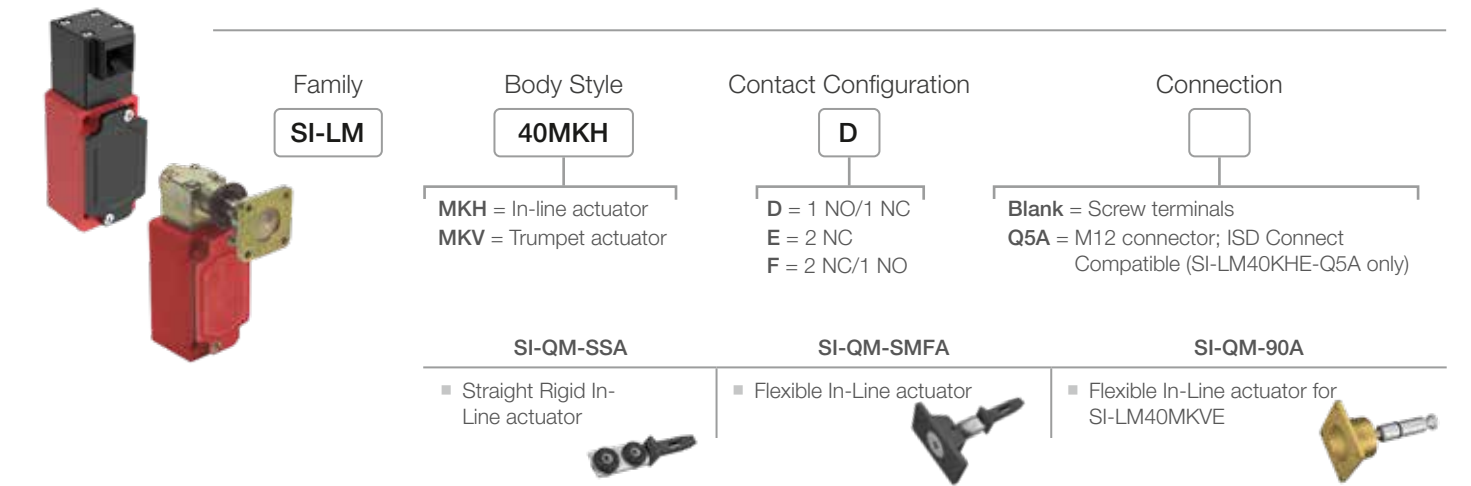 Family
Body Style
Contact Configuration
Connection
SI-LM
40MKH
D
MKH = In-line actuator
MKV = Trumpet actuator
D = 1 NO/1 NC
E = 2 NC
F = 2 NC/1 NO
Blank = Screw terminals
Q5A = M12 connector; ISD Connect
Compatible (SI-LM40KHE-Q5A only)
SI-QM-SSA
SI-QM-SMFA
SI-QM-90A
■ Straight Rigid In-
Line actuator
■ Flexible In-Line actuator
■ Flexible In-Line actuator for
SI-LM40MKVE